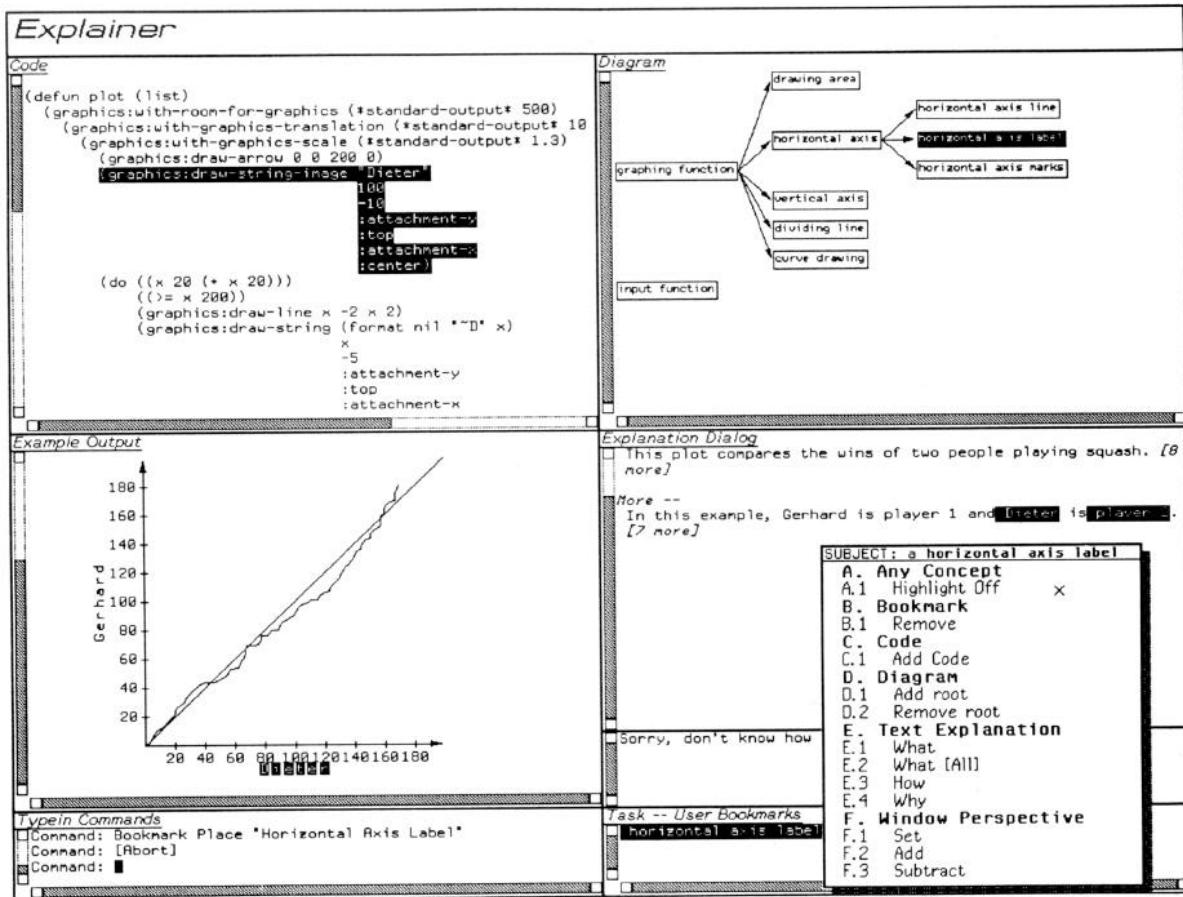 Explainer
Code
(defun plot (list)
(graphics:with-room-for-graphics (*standard-output* 500)
(graphics:with-graphics-translation (*standard-output* 10
(graphics:with-graphics-scale (*standard-output* 1.3)
(graphics:draw-arrow 0 0 200 0)
(graphics:draw-string-image "Dieter"
100
-10
:attachment-y
:top
:attachment-x
:center)
(do ((x 20 (+ x 20)))
((>= x 200))
(graphics:draw-line x -2 x 2)
(graphics:draw-string (format nil "~D" x)
x
-5
:attachment-y
:top
:attachment-x
Diagram
drawing area
horizontal axis line
horizontal axis
horizontal axis label
graphing function
horizontal axis marks
vertical axis
dividing line
curve drawing
input function
Example Output
Gerhard
180
160
140
120
100
80
60
40
20
20 40 60 80 100 120 140 160 180
Dieter
Explanation Dialog
This plot compares the wins of two people playing squash. [8
more]
More --
In this example, Gerhard is player 1 and Dieter is player 2.
[7 more]
Sorry, don't know how
SUBJECT: a horizontal axis label
A. Any Concept
A.1 Highlight Off
B. Bookmark
B.1 Remove
C. Code
C.1 Add Code
D. Diagram
D.1 Add root
D.2 Remove root
E. Text Explanation
E.1 What
E.2 What [All]
E.3 How
E.4 Why
F. Window Perspective
F.1 Set
F.2 Add
F.3 Subtract
Typein Commands
Command: Bookmark Place "Horizontal Axis Label"
Command: [Abort]
Command:
Task -- User Bookmarks
horizontal axis label